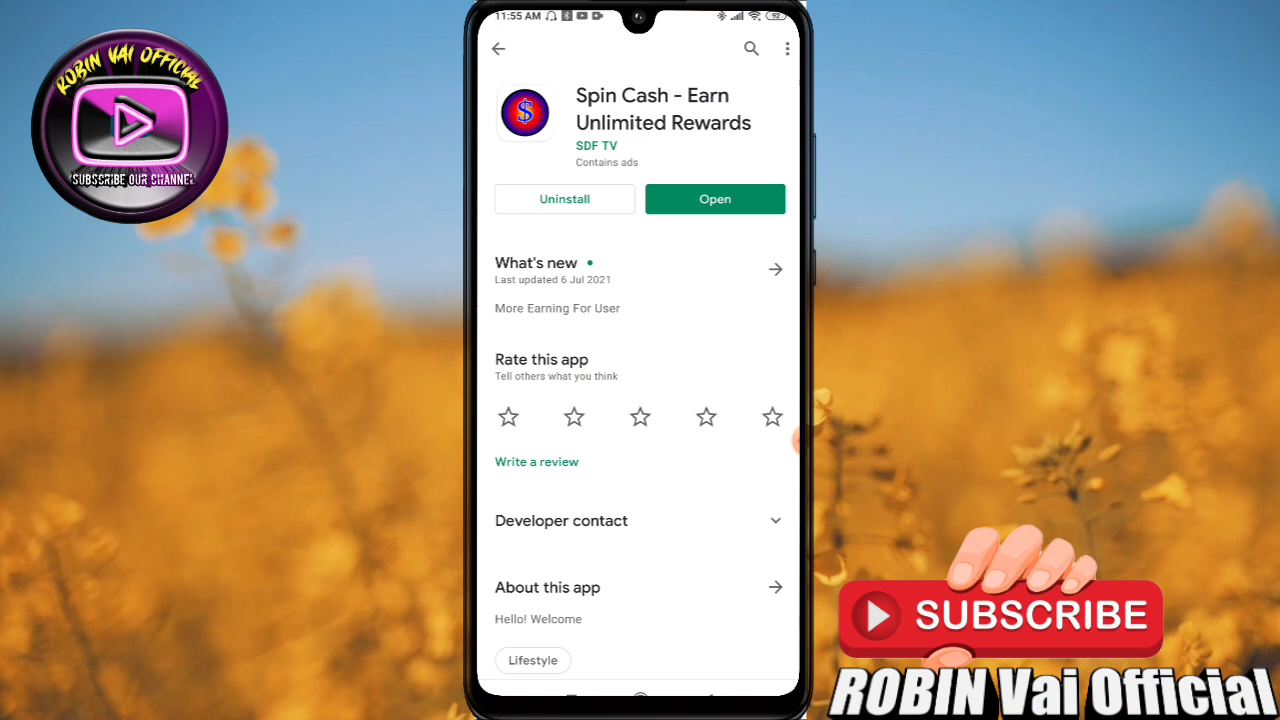 ROBIN VAI OFFICIAL
SUBSCRIBE OUR CHANNEL
11:55 AM
92
Spin Cash - Earn
Unlimited Rewards
SDF TV
Contains ads
Uninstall
Open
What's new
Last updated 6 Jul 2021
More Earning For User
Rate this app
Tell others what you think
Write a review
Developer contact
About this app
Hello! Welcome
Lifestyle
SUBSCRIBE
ROBIN Vai Official